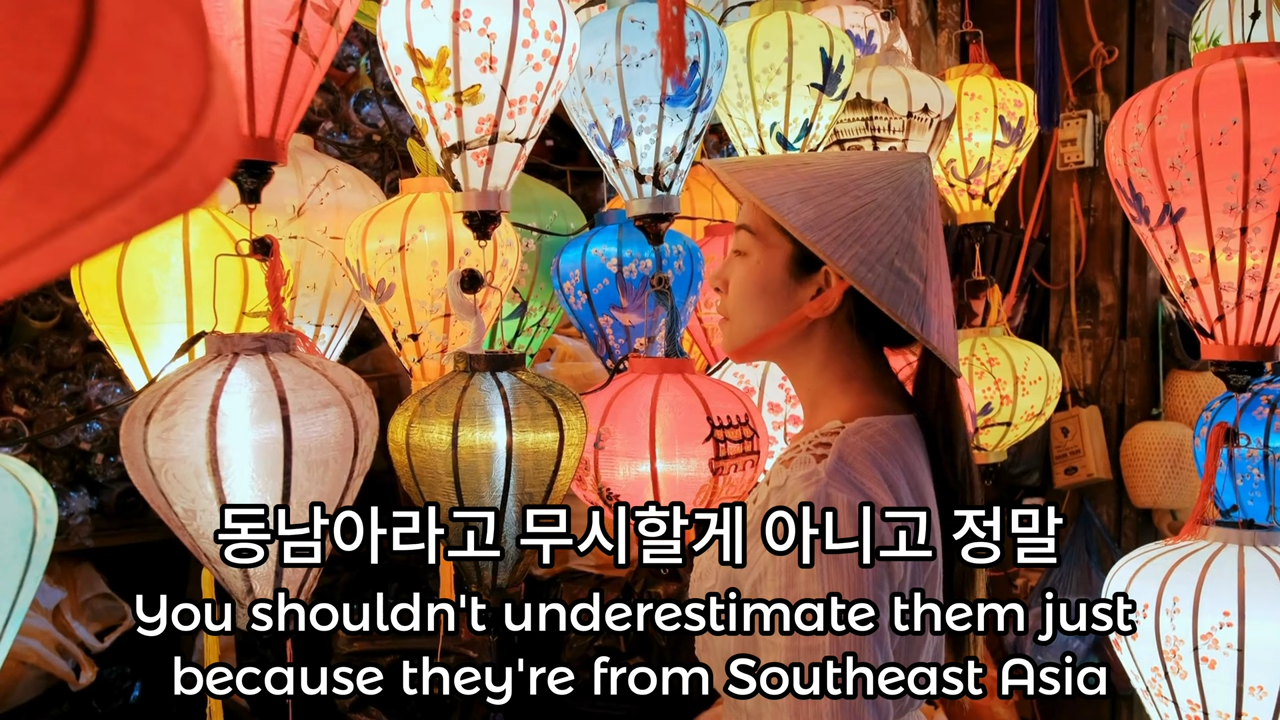 동남아라고 무시할게 아니고 정말
You shouldn't underestimate them just
because they're from Southeast Asia